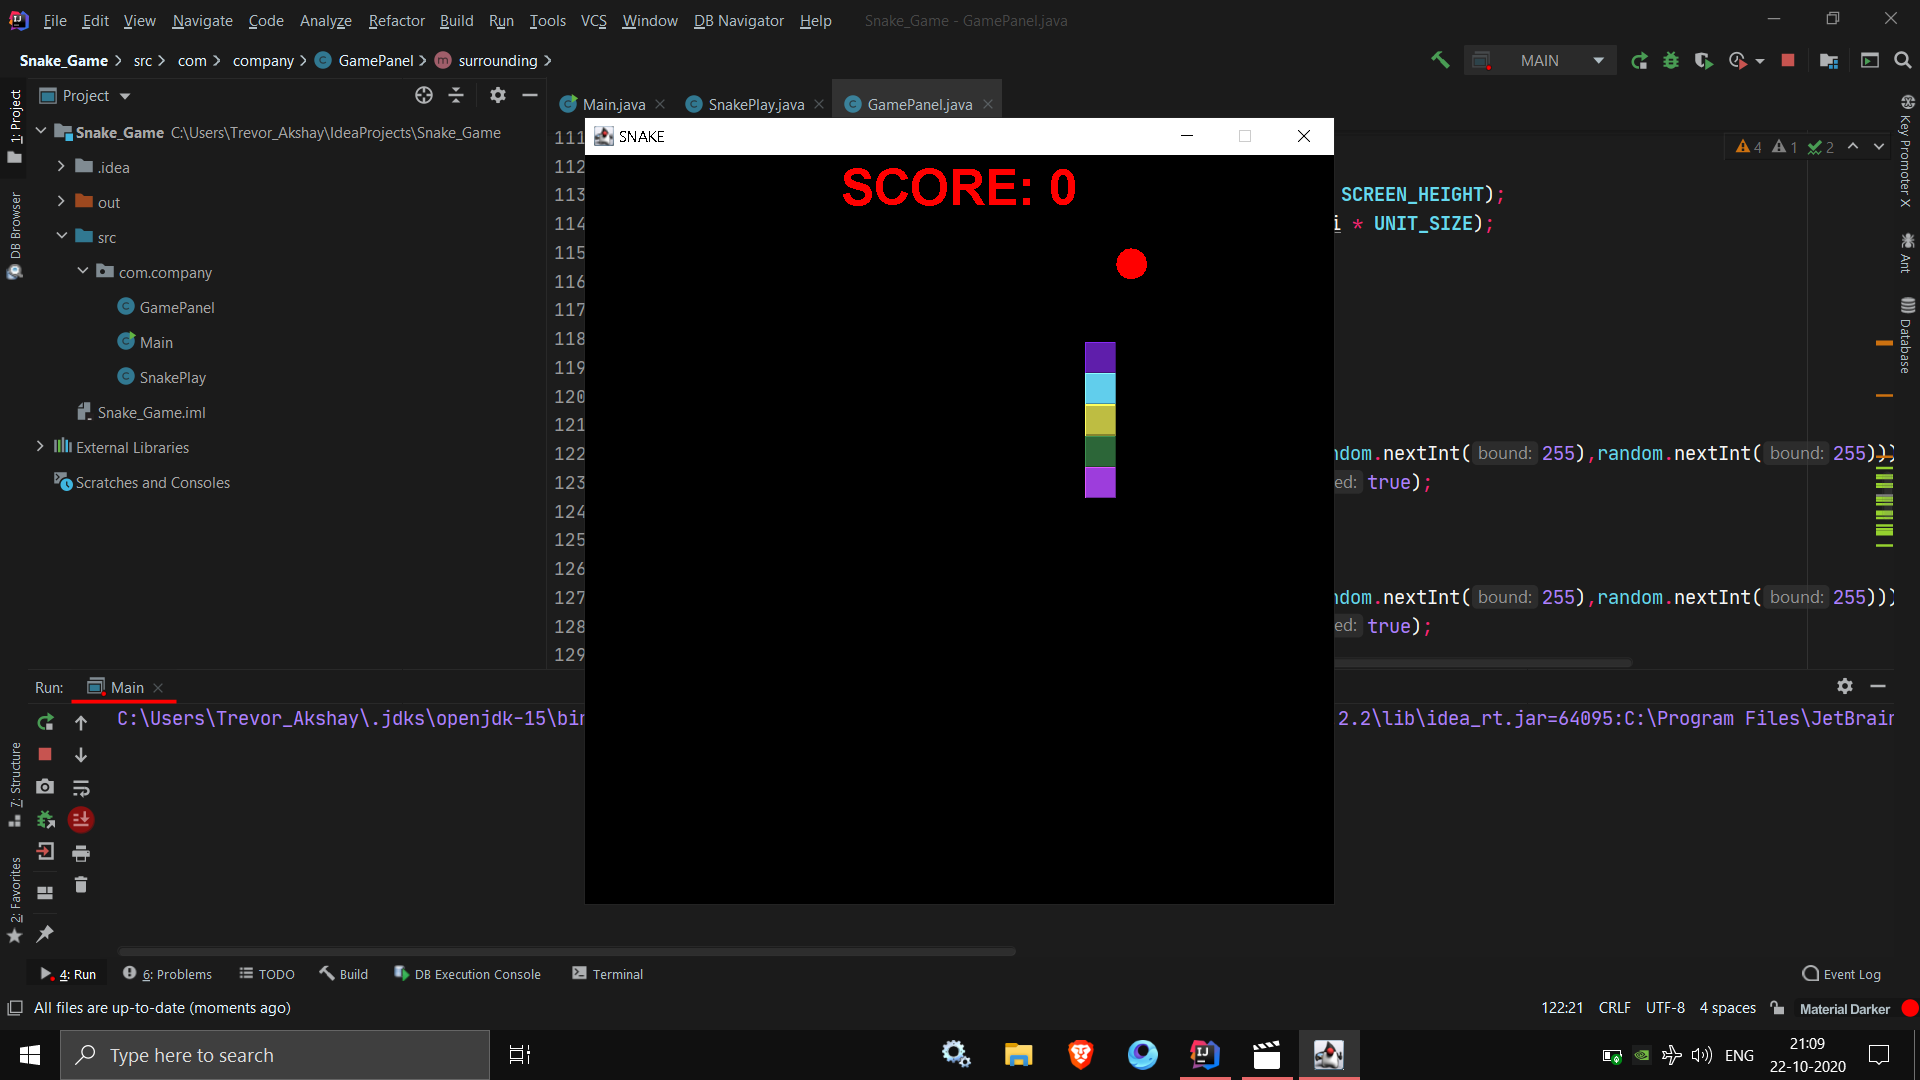 File Edit View Navigate Code Analyze Refactor Build Run Tools VCS Window DB Navigator Help Snake_Game - GamePanel.java
Snake_Game src com company GamePanel surrounding MAIN
Project
Main.java SnakePlay.java GamePanel.java
1: Project
DB Browser
7: Structure
2: Favorites
Snake_Game C:\Users\Trevor_Akshay\IdeaProjects\Snake_Game
.idea
out
src
com.company
GamePanel
Main
SnakePlay
Snake_Game.iml
External Libraries
Scratches and Consoles
111
112
113 SCREEN_HEIGHT);
114 i * UNIT_SIZE);
115
116
117
118
119
120
121
122 ndom.nextInt( bound: 255),random.nextInt( bound: 255)))
123 ed: true);
124
125
126
127 ndom.nextInt( bound: 255),random.nextInt( bound: 255)))
128 ed: true);
129
4 1 2
SNAKE
SCORE: 0
Key Promoter X
Ant
Database
Run: Main
C:\Users\Trevor_Akshay\.jdks\openjdk-15\bin 2.2\lib\idea_rt.jar=64095:C:\Program Files\JetBrain
4: Run 6: Problems TODO Build DB Execution Console Terminal Event Log
All files are up-to-date (moments ago) 122:21 CRLF UTF-8 4 spaces Material Darker
Type here to search
ENG
21:09
22-10-2020